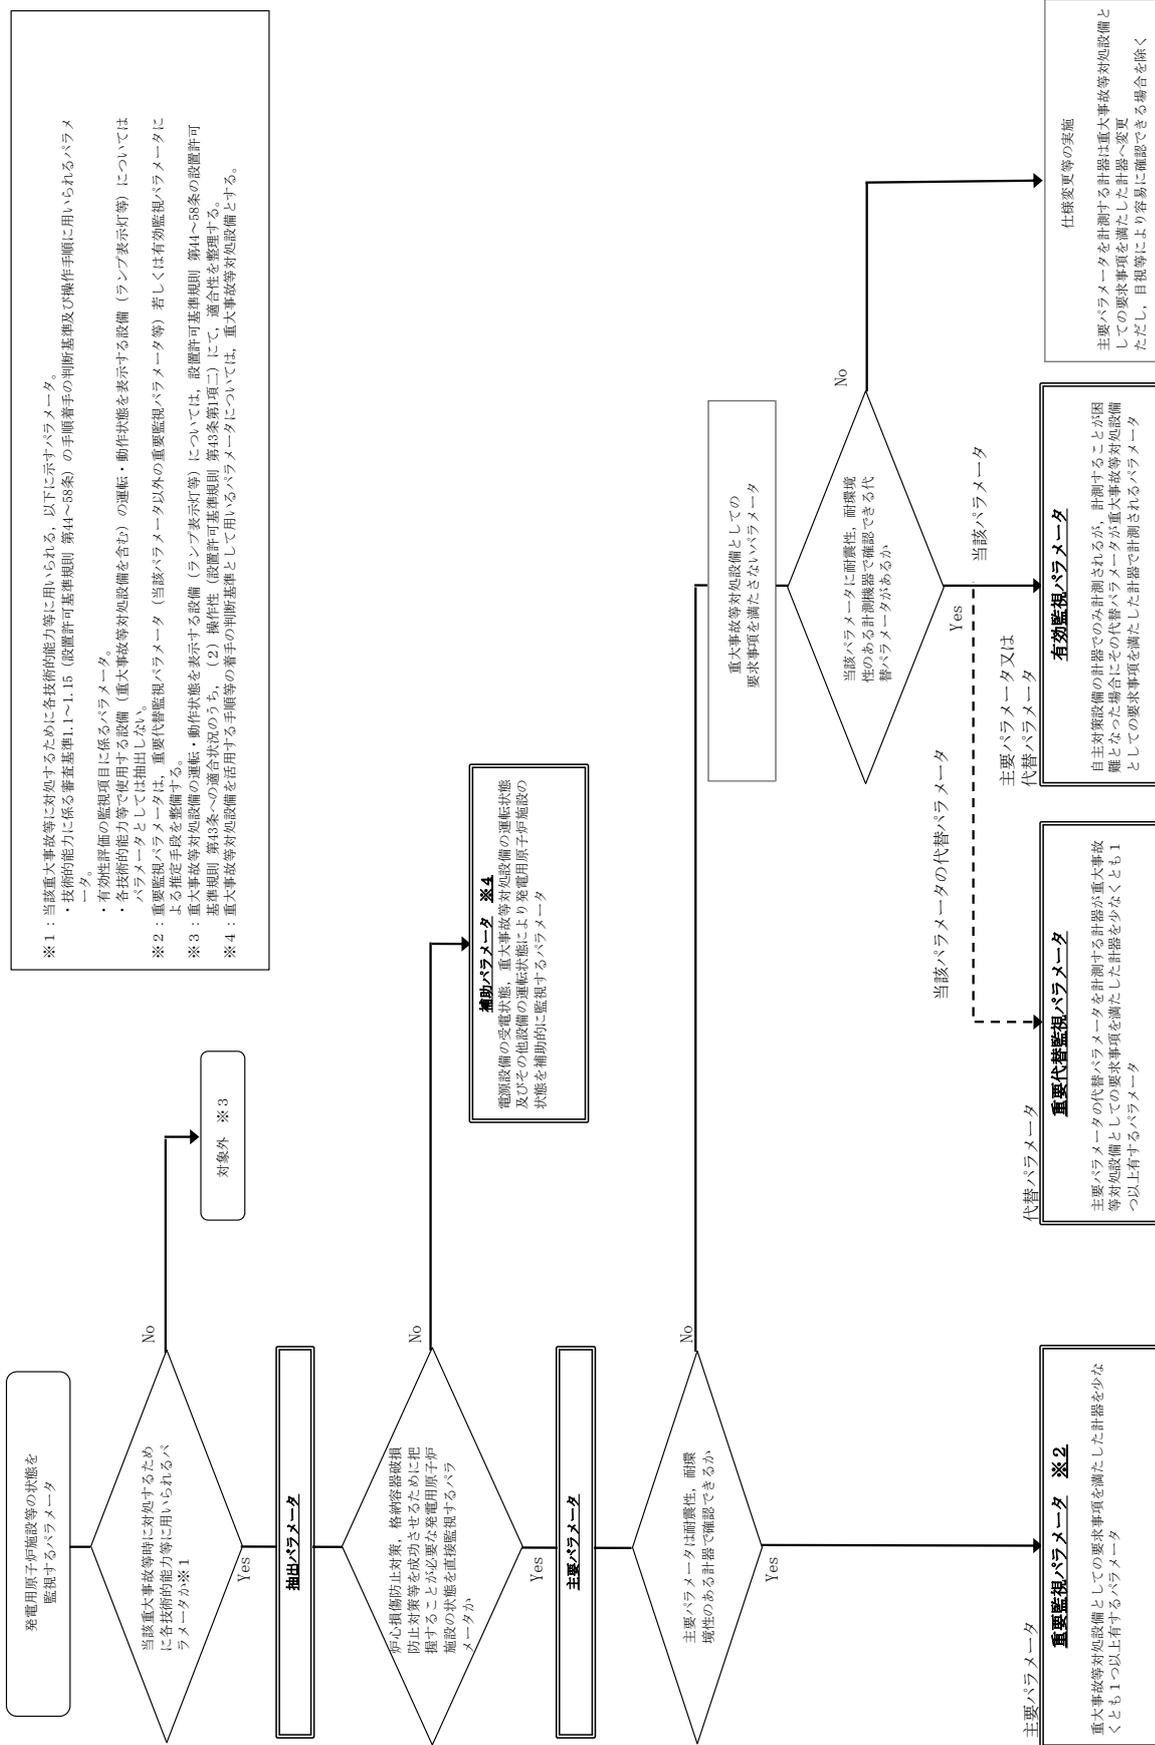 発電用原子炉施設等の状態を
監視するパラメータ
当該重大事故等時に対処するため
に各技術的能力等に用いられるパ
ラメータか※1
No
対象外 ※3
Yes
抽出パラメータ
炉心損傷防止対策、格納容器破損
防止対策等を成功させるために把
握することが必要な発電用原子炉
施設の状態を直接監視するパラ
メータか
No
補助パラメータ ※4
電源設備の受電状態，重大事故等対処設備の運転状態
及びその他設備の運転状態により発電用原子炉施設の
状態を補助的に監視するパラメータ
Yes
主要パラメータ
主要パラメータは耐震性，耐環
境性のある計器で確認できるか
No
重大事故等対処設備としての
要求事項を満たさないパラメータ
Yes
当該パラメータに耐震性，耐環境
性のある計測機器で確認できる代
替パラメータがあるか
No
Yes
当該パラメータ
当該パラメータの代替パラメータ
主要パラメータ又は
代替パラメータ
主要パラメータ
重要監視パラメータ ※2
重大事故等対処設備としての要求事項を満たした計器を少な
くとも1つ以上有するパラメータ
代替パラメータ
重要代替監視パラメータ
主要パラメータの代替パラメータを計測する計器が重大事故
等対処設備としての要求事項を満たした計器を少なくとも1
つ以上有するパラメータ
有効監視パラメータ
自主対策設備の計器でのみ計測されるが，計測することが困
難となった場合にその代替パラメータが重大事故等対処設備
としての要求事項を満たした計器で計測されるパラメータ
仕様変更等の実施
主要パラメータを計測する計器は重大事故等対処設備と
しての要求事項を満たした計器へ変更
ただし，目視等により容易に確認できる場合を除く
※1：当該重大事故等に対処するために各技術的能力等に用いられる，以下に示すパラメータ。
・技術的能力に係る審査基準1.1～1.15（設置許可基準規則 第44～58条）の手順着手の判断基準及び操作手順に用いられるパラメ
ータ。
・有効性評価の監視項目に係るパラメータ。
・各技術的能力等で使用する設備（重大事故等対処設備を含む）の運転・動作状態を表示する設備（ランプ表示灯等）については
パラメータとしては抽出しない。
※2：重要監視パラメータは，重要代替監視パラメータ（当該パラメータ以外の重要監視パラメータ等）若しくは有効監視パラメータに
よる推定手段を整備する。
※3：重大事故等対処設備の運転・動作状態を表示する設備（ランプ表示灯等）については，設置許可基準規則 第44～58条の設置許可
基準規則 第43条への適合状況のうち，（2）操作性（設置許可基準規則 第43条第1項二）にて，適合性を整理する。
※4：重大事故等対処設備を活用する手順等の着手の判断基準として用いるパラメータについては，重大事故等対処設備とする。